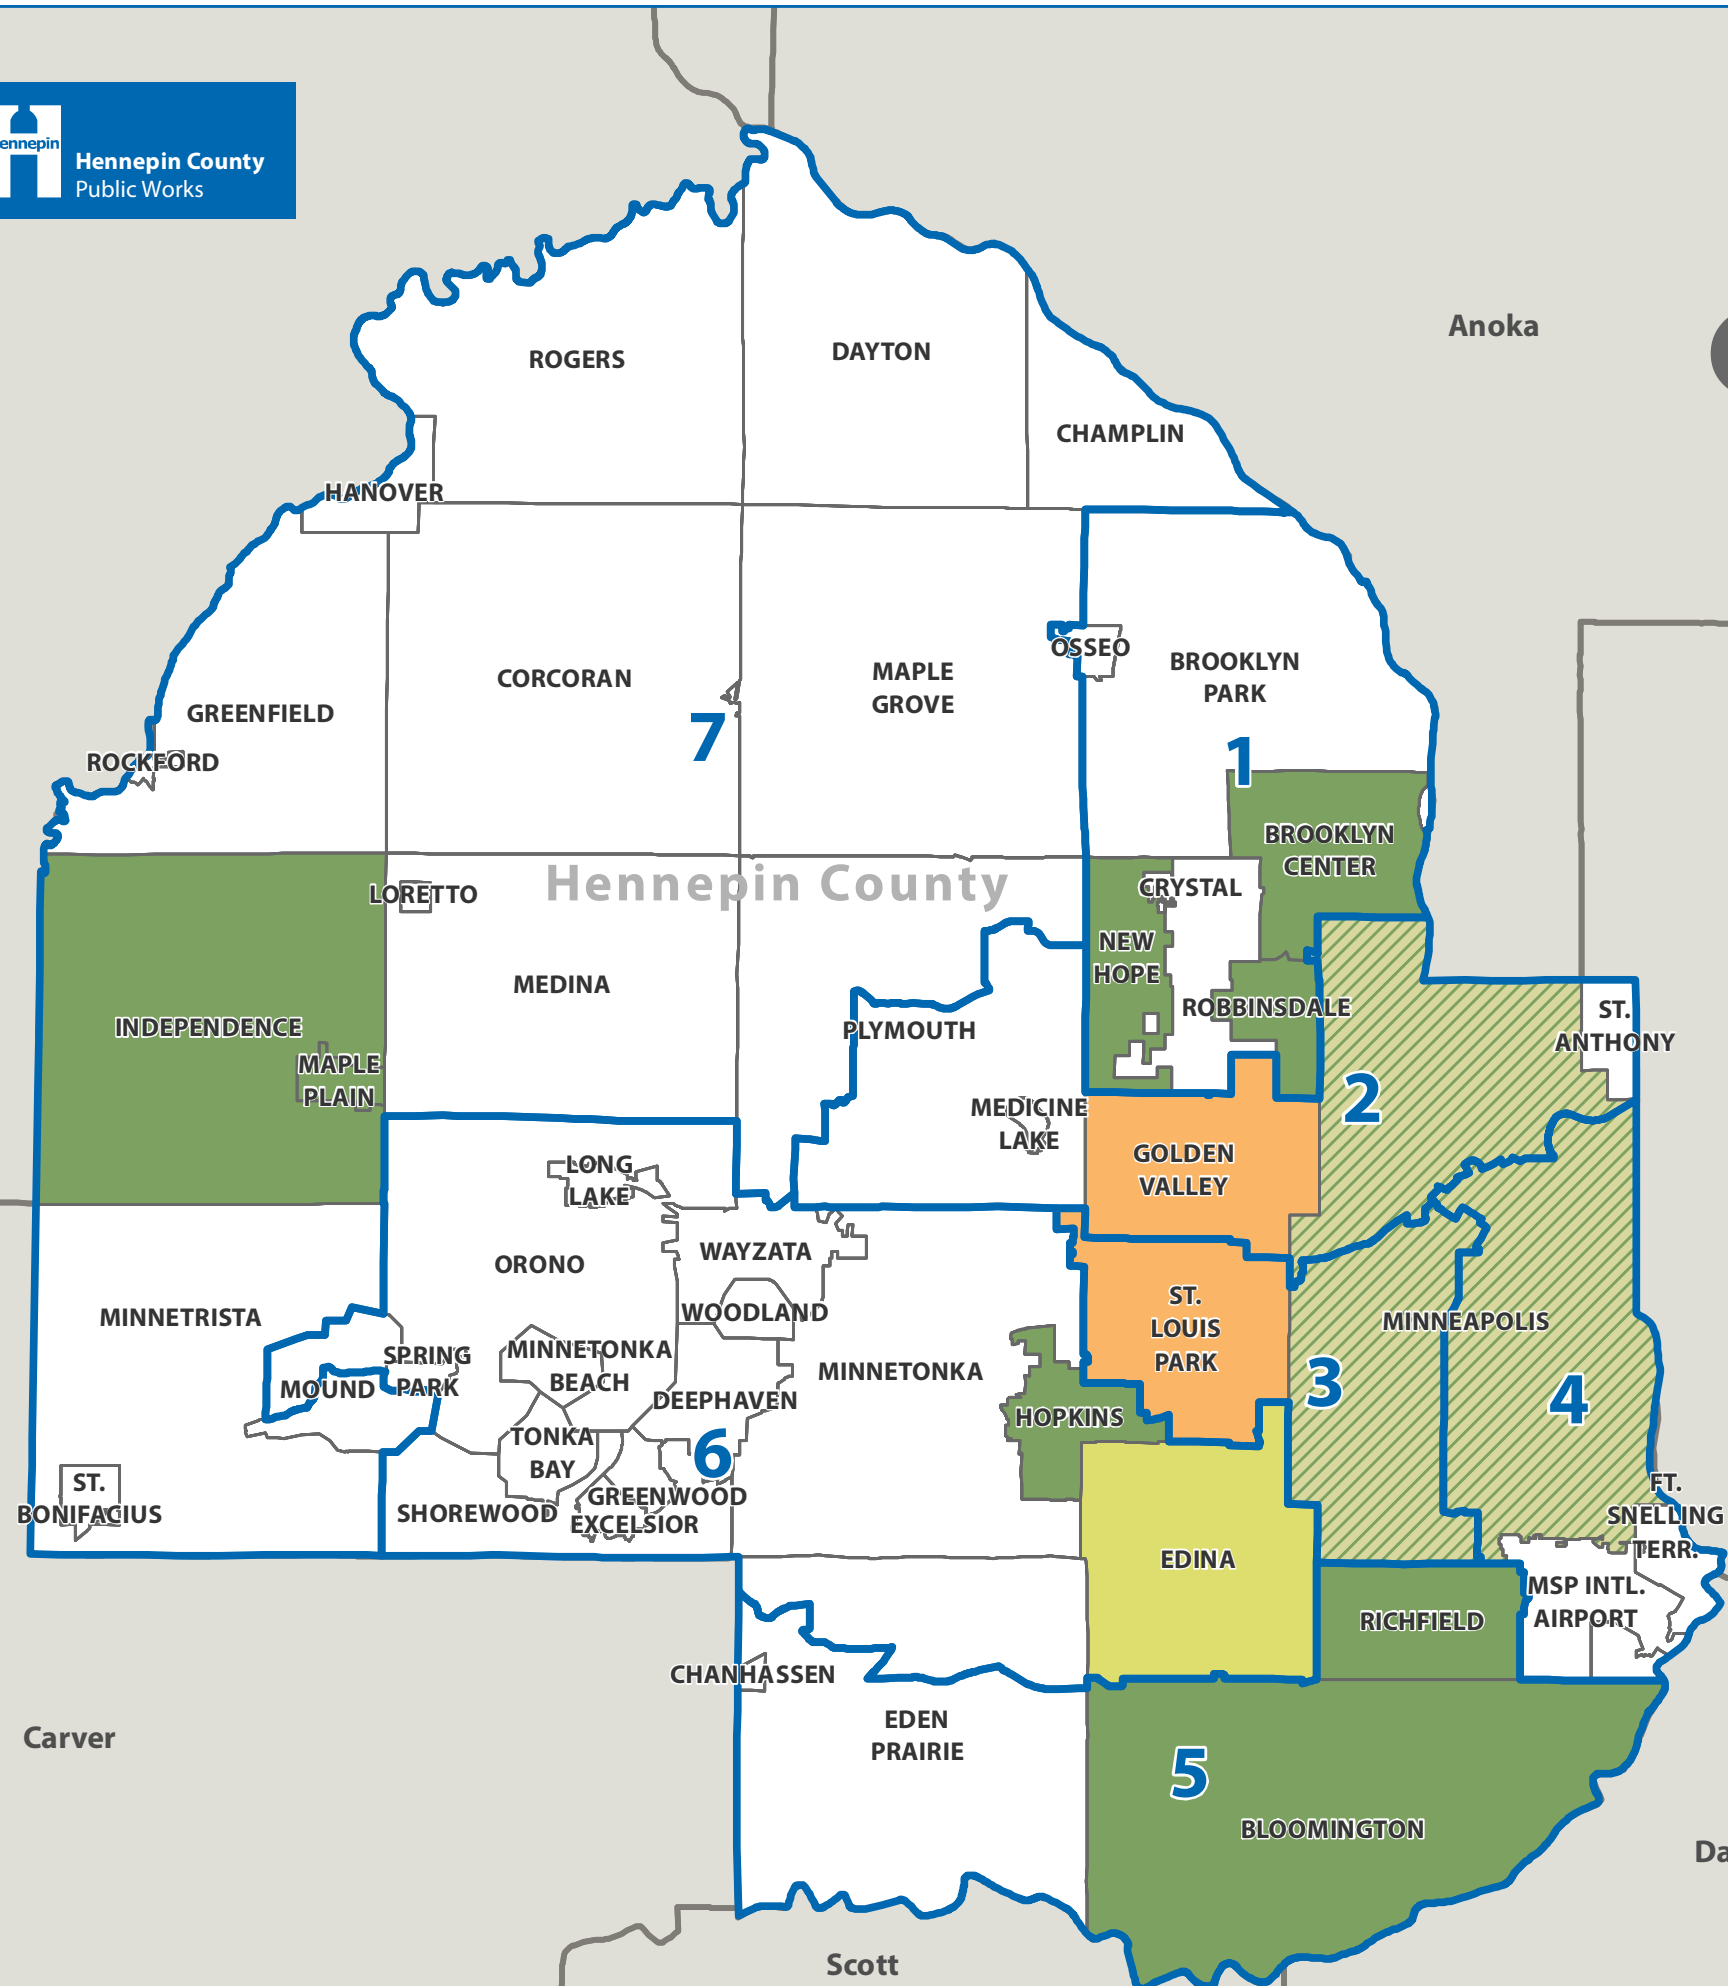 ennepin
Hennepin County
Public Works
Anoka
ROGERS
DAYTON
CHAMPLIN
HANOVER
OSSEO
BROOKLYN
PARK
CORCORAN
MAPLE
GROVE
GREENFIELD
7
1
ROCKFORD
BROOKLYN
CENTER
Hennepin County
LORETTO
CRYSTAL
NEW
HOPE
MEDINA
ROBBINSDALE
ST.
ANTHONY
INDEPENDENCE
PLYMOUTH
MAPLE
PLAIN
2
MEDICINE
LAKE
GOLDEN
VALLEY
LONG
LAKE
ORONO
WAYZATA
MINNETRISTA
WOODLAND
ST.
LOUIS
PARK
MINNEAPOLIS
SPRING
PARK
MINNETONKA
BEACH
MINNETONKA
3
4
MOUND
DEEPHAVEN
HOPKINS
TONKA
BAY
6
ST.
BONIFACIUS
GREENWOOD
SHOREWOOD
EXCELSIOR
FT.
SNELLING
TERR.
EDINA
MSP INTL.
AIRPORT
RICHFIELD
CHANHASSEN
EDEN
PRAIRIE
Carver
5
BLOOMINGTON
Da
Scott